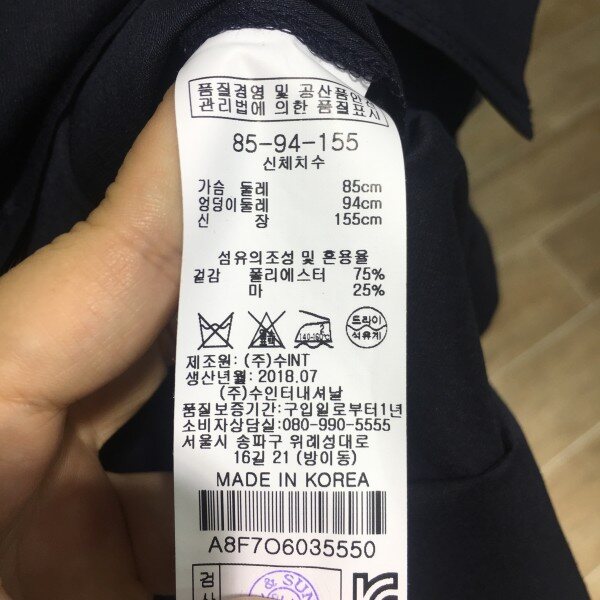 품질경영 및 공산품안전
관리법에 의한 품질표시
85-94-155
신체치수
가슴 둘레 85cm
엉덩이둘레 94cm
신 장 155cm
섬유의조성 및 혼용율
겉감 폴리에스터 75%
마 25%
140-160℃
드라이
석유계
제조원: (주)수INT
생산년월: 2018.07
(주)수인터내셔날
품질보증기간: 구입일로부터1년
소비자상담실: 080-990-5555
서울시 송파구 위례성대로
16길 21 (방이동)
MADE IN KOREA
A8F7O6035550
검
& SUN